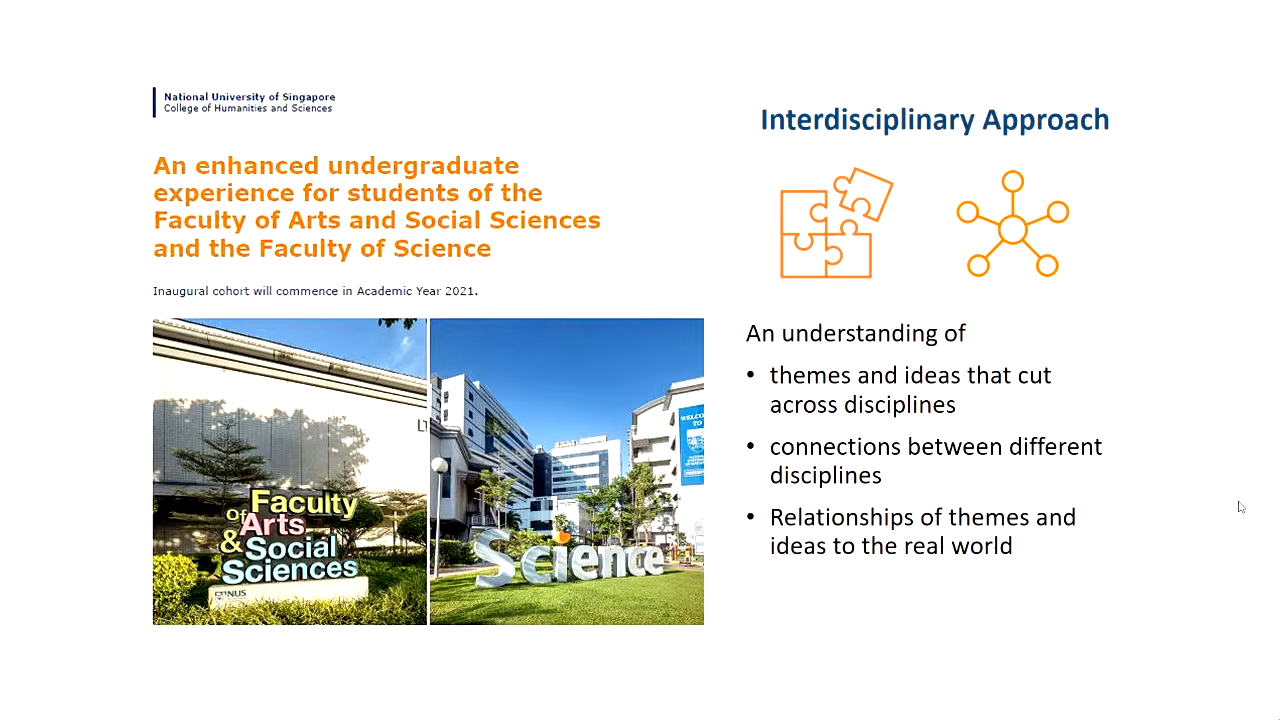 National University of Singapore
College of Humanities and Sciences
An enhanced undergraduate
experience for students of the
Faculty of Arts and Social Sciences
and the Faculty of Science
Inaugural cohort will commence in Academic Year 2021.
Faculty
Of Arts
& Social
Sciences
NUS
Science
WELCO
TO
Interdisciplinary Approach
An understanding of
• themes and ideas that cut
across disciplines
• connections between different
disciplines
• Relationships of themes and
ideas to the real world